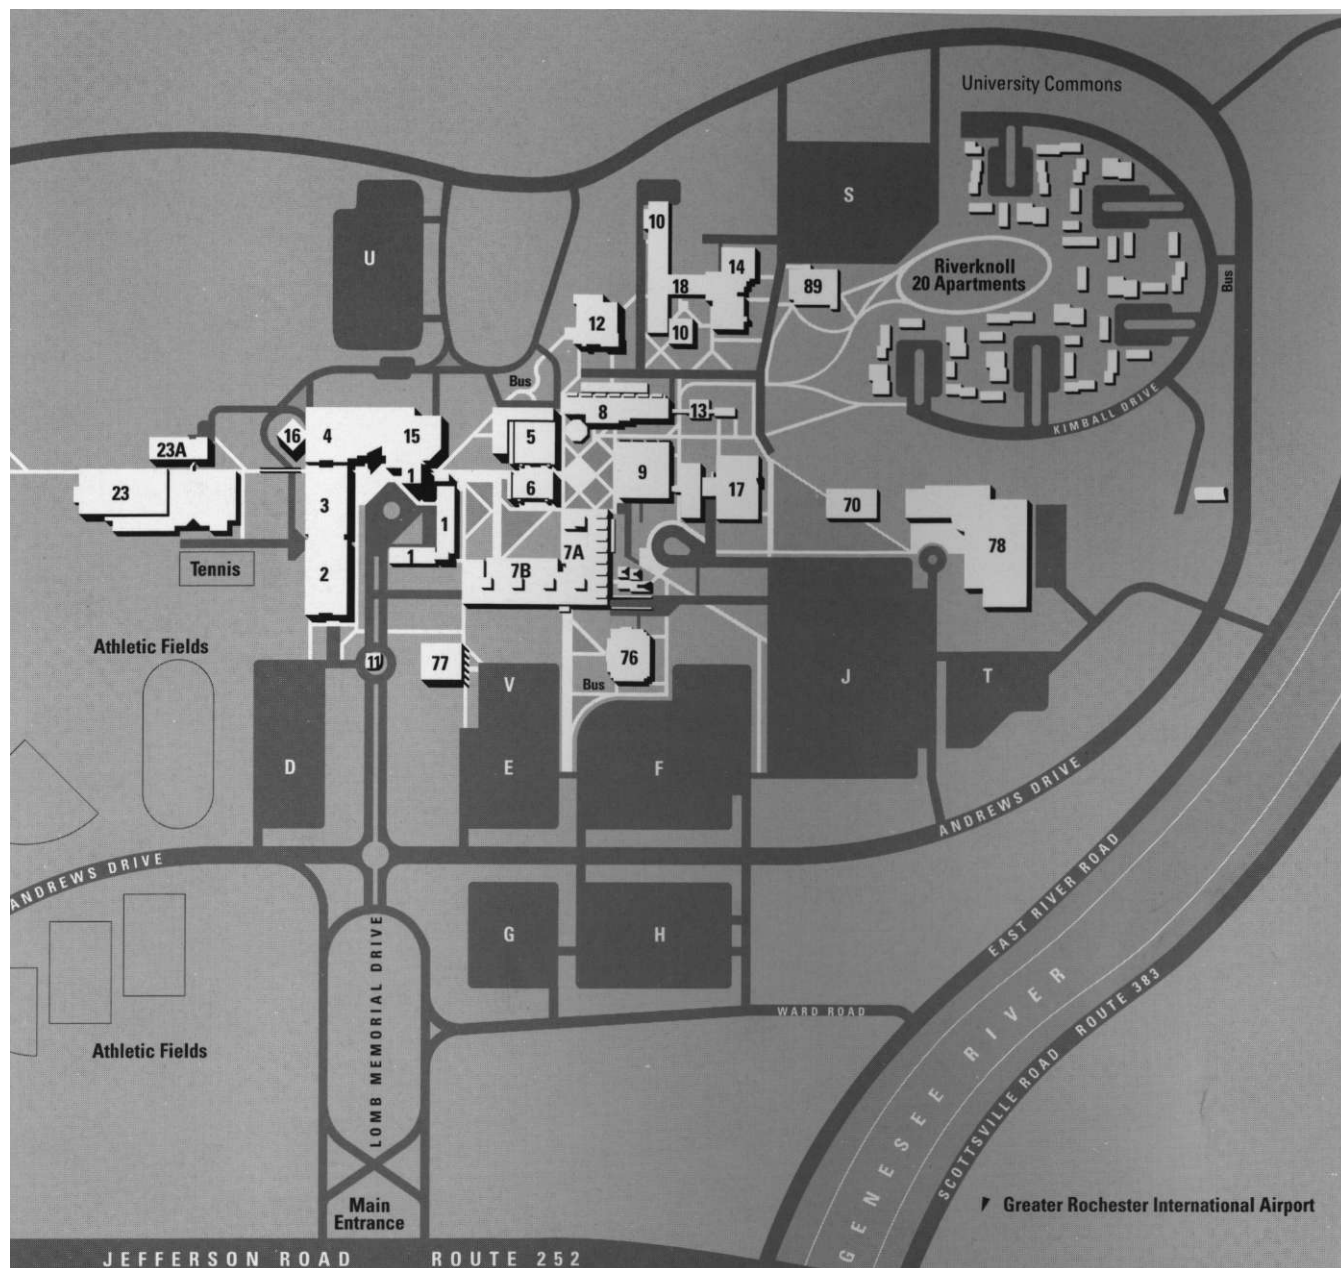 University Commons
10
S
U
14
Riverknoll
20 Apartments
18
89
Bus
12
10
Bus
8
13
KIMBALL DRIVE
16
4
15
5
23A
1
6
9
17
23
3
1
70
78
7A
1
7B
2
Tennis
Athletic Fields
11
77
76
V
Bus
J
T
D
E
F
ANDREWS DRIVE
ANDREWS DRIVE
EAST RIVER ROAD
G
H
LOMB MEMORIAL DRIVE
WARD ROAD
GENESEE RIVER
SCOTTSVILLE ROAD ROUTE 383
Athletic Fields
Main
Entrance
Greater Rochester International Airport
JEFFERSON ROAD ROUTE 252